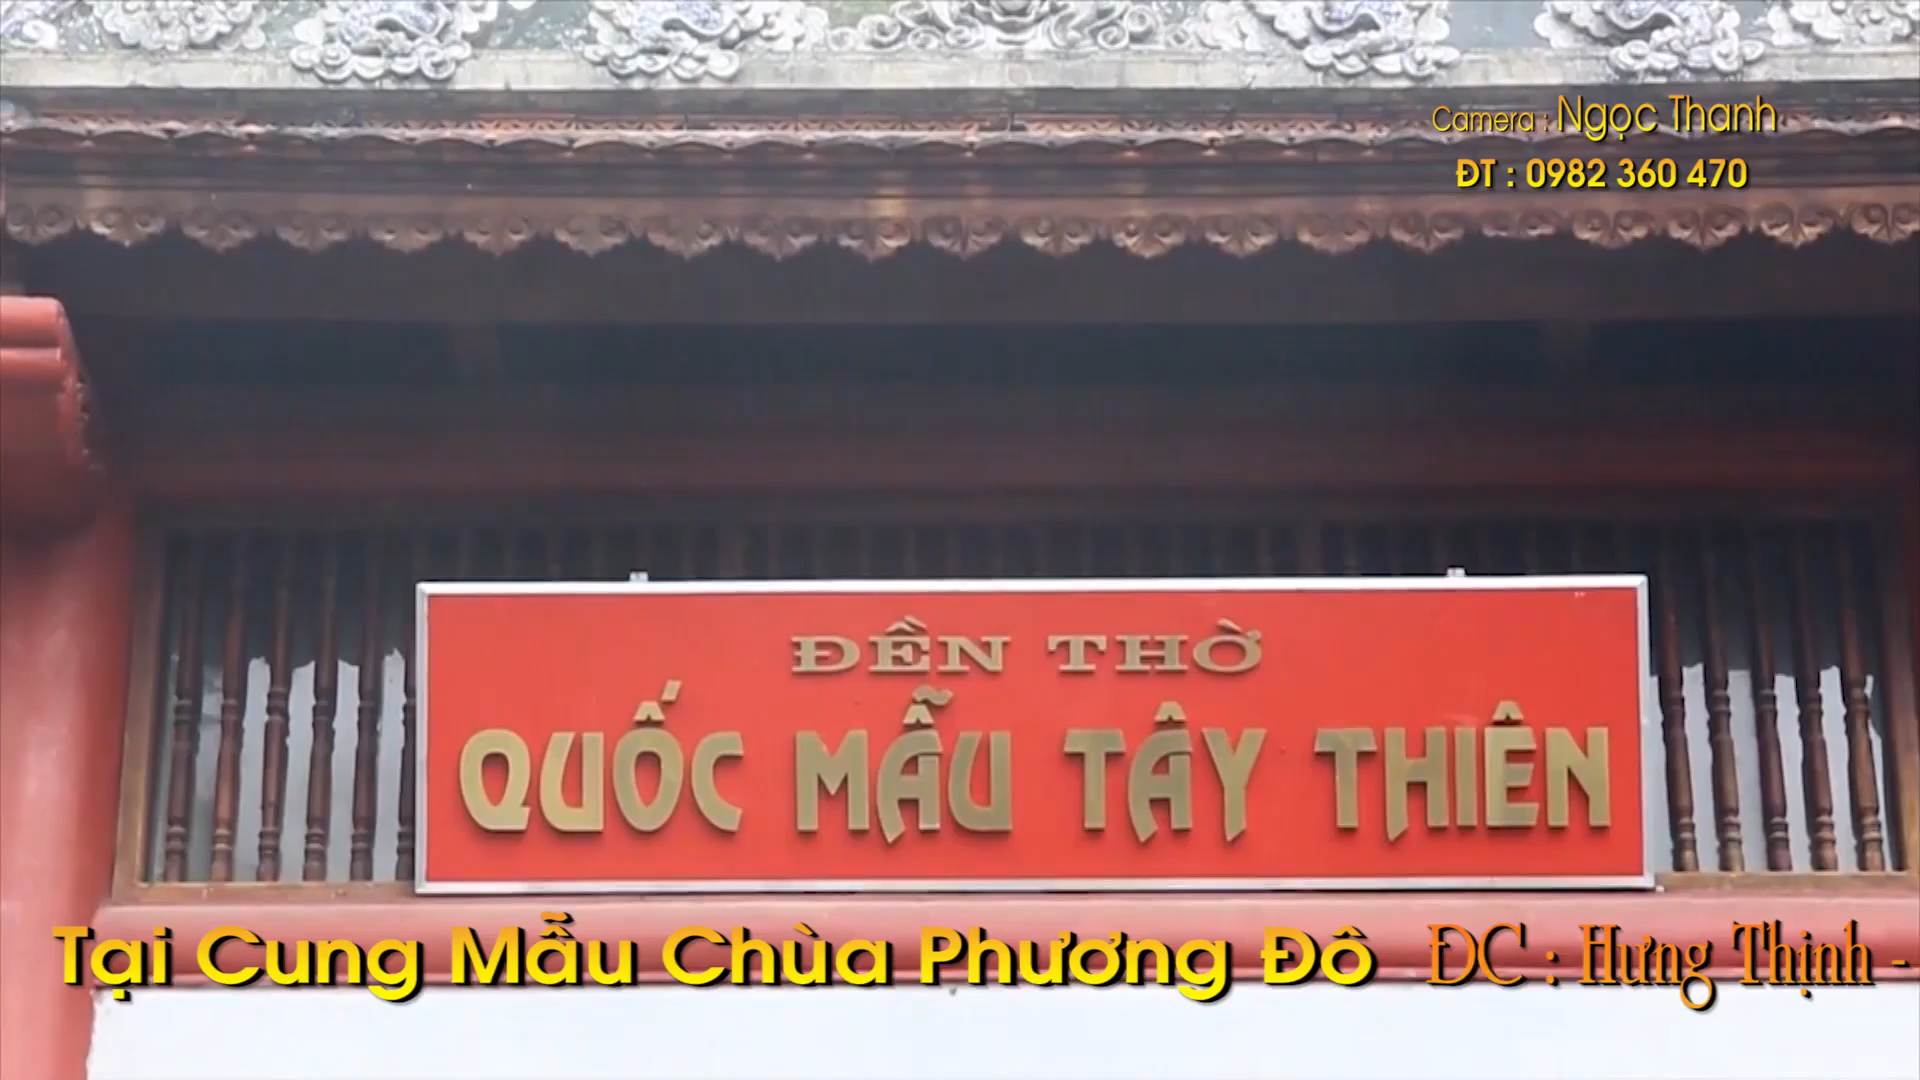 Camera : Ngọc Thanh
ĐT : 0982 360 470
ĐỀN THỜ
QUỐC MẪU TÂY THIÊN
Tại Cung Mẫu Chùa Phương Đô ĐC : Hưng Thịnh -